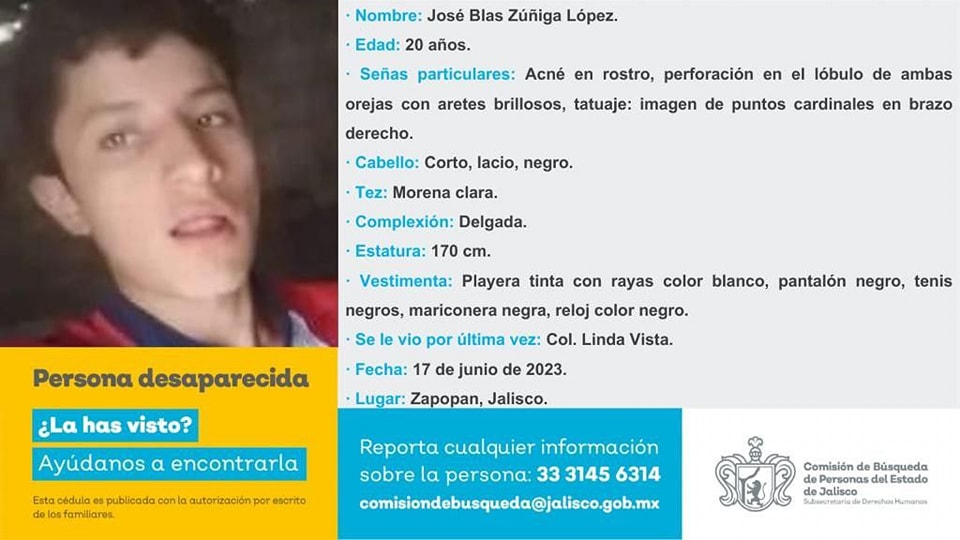 · Nombre: José Blas Zúñiga López.
· Edad: 20 años.
· Señas particulares: Acné en rostro, perforación en el lóbulo de ambas
orejas con aretes brillosos, tatuaje: imagen de puntos cardinales en brazo
derecho.
· Cabello: Corto, lacio, negro.
· Tez: Morena clara.
· Complexión: Delgada.
· Estatura: 170 cm.
· Vestimenta: Playera tinta con rayas color blanco, pantalón negro, tenis
negros, mariconera negra, reloj color negro.
· Se le vio por última vez: Col. Linda Vista.
· Fecha: 17 de junio de 2023.
· Lugar: Zapopan, Jalisco.
Persona desaparecida
¿La has visto?
Ayúdanos a encontrarla
Esta cédula es publicada con la autorización por escrito
de los familiares.
Reporta cualquier información
sobre la persona: 33 3145 6314
comisiondebusqueda@jalisco.gob.mx
Comisión de Búsqueda
de Personas del Estado
de Jalisco
Subsecretaría de Derechos Humanos